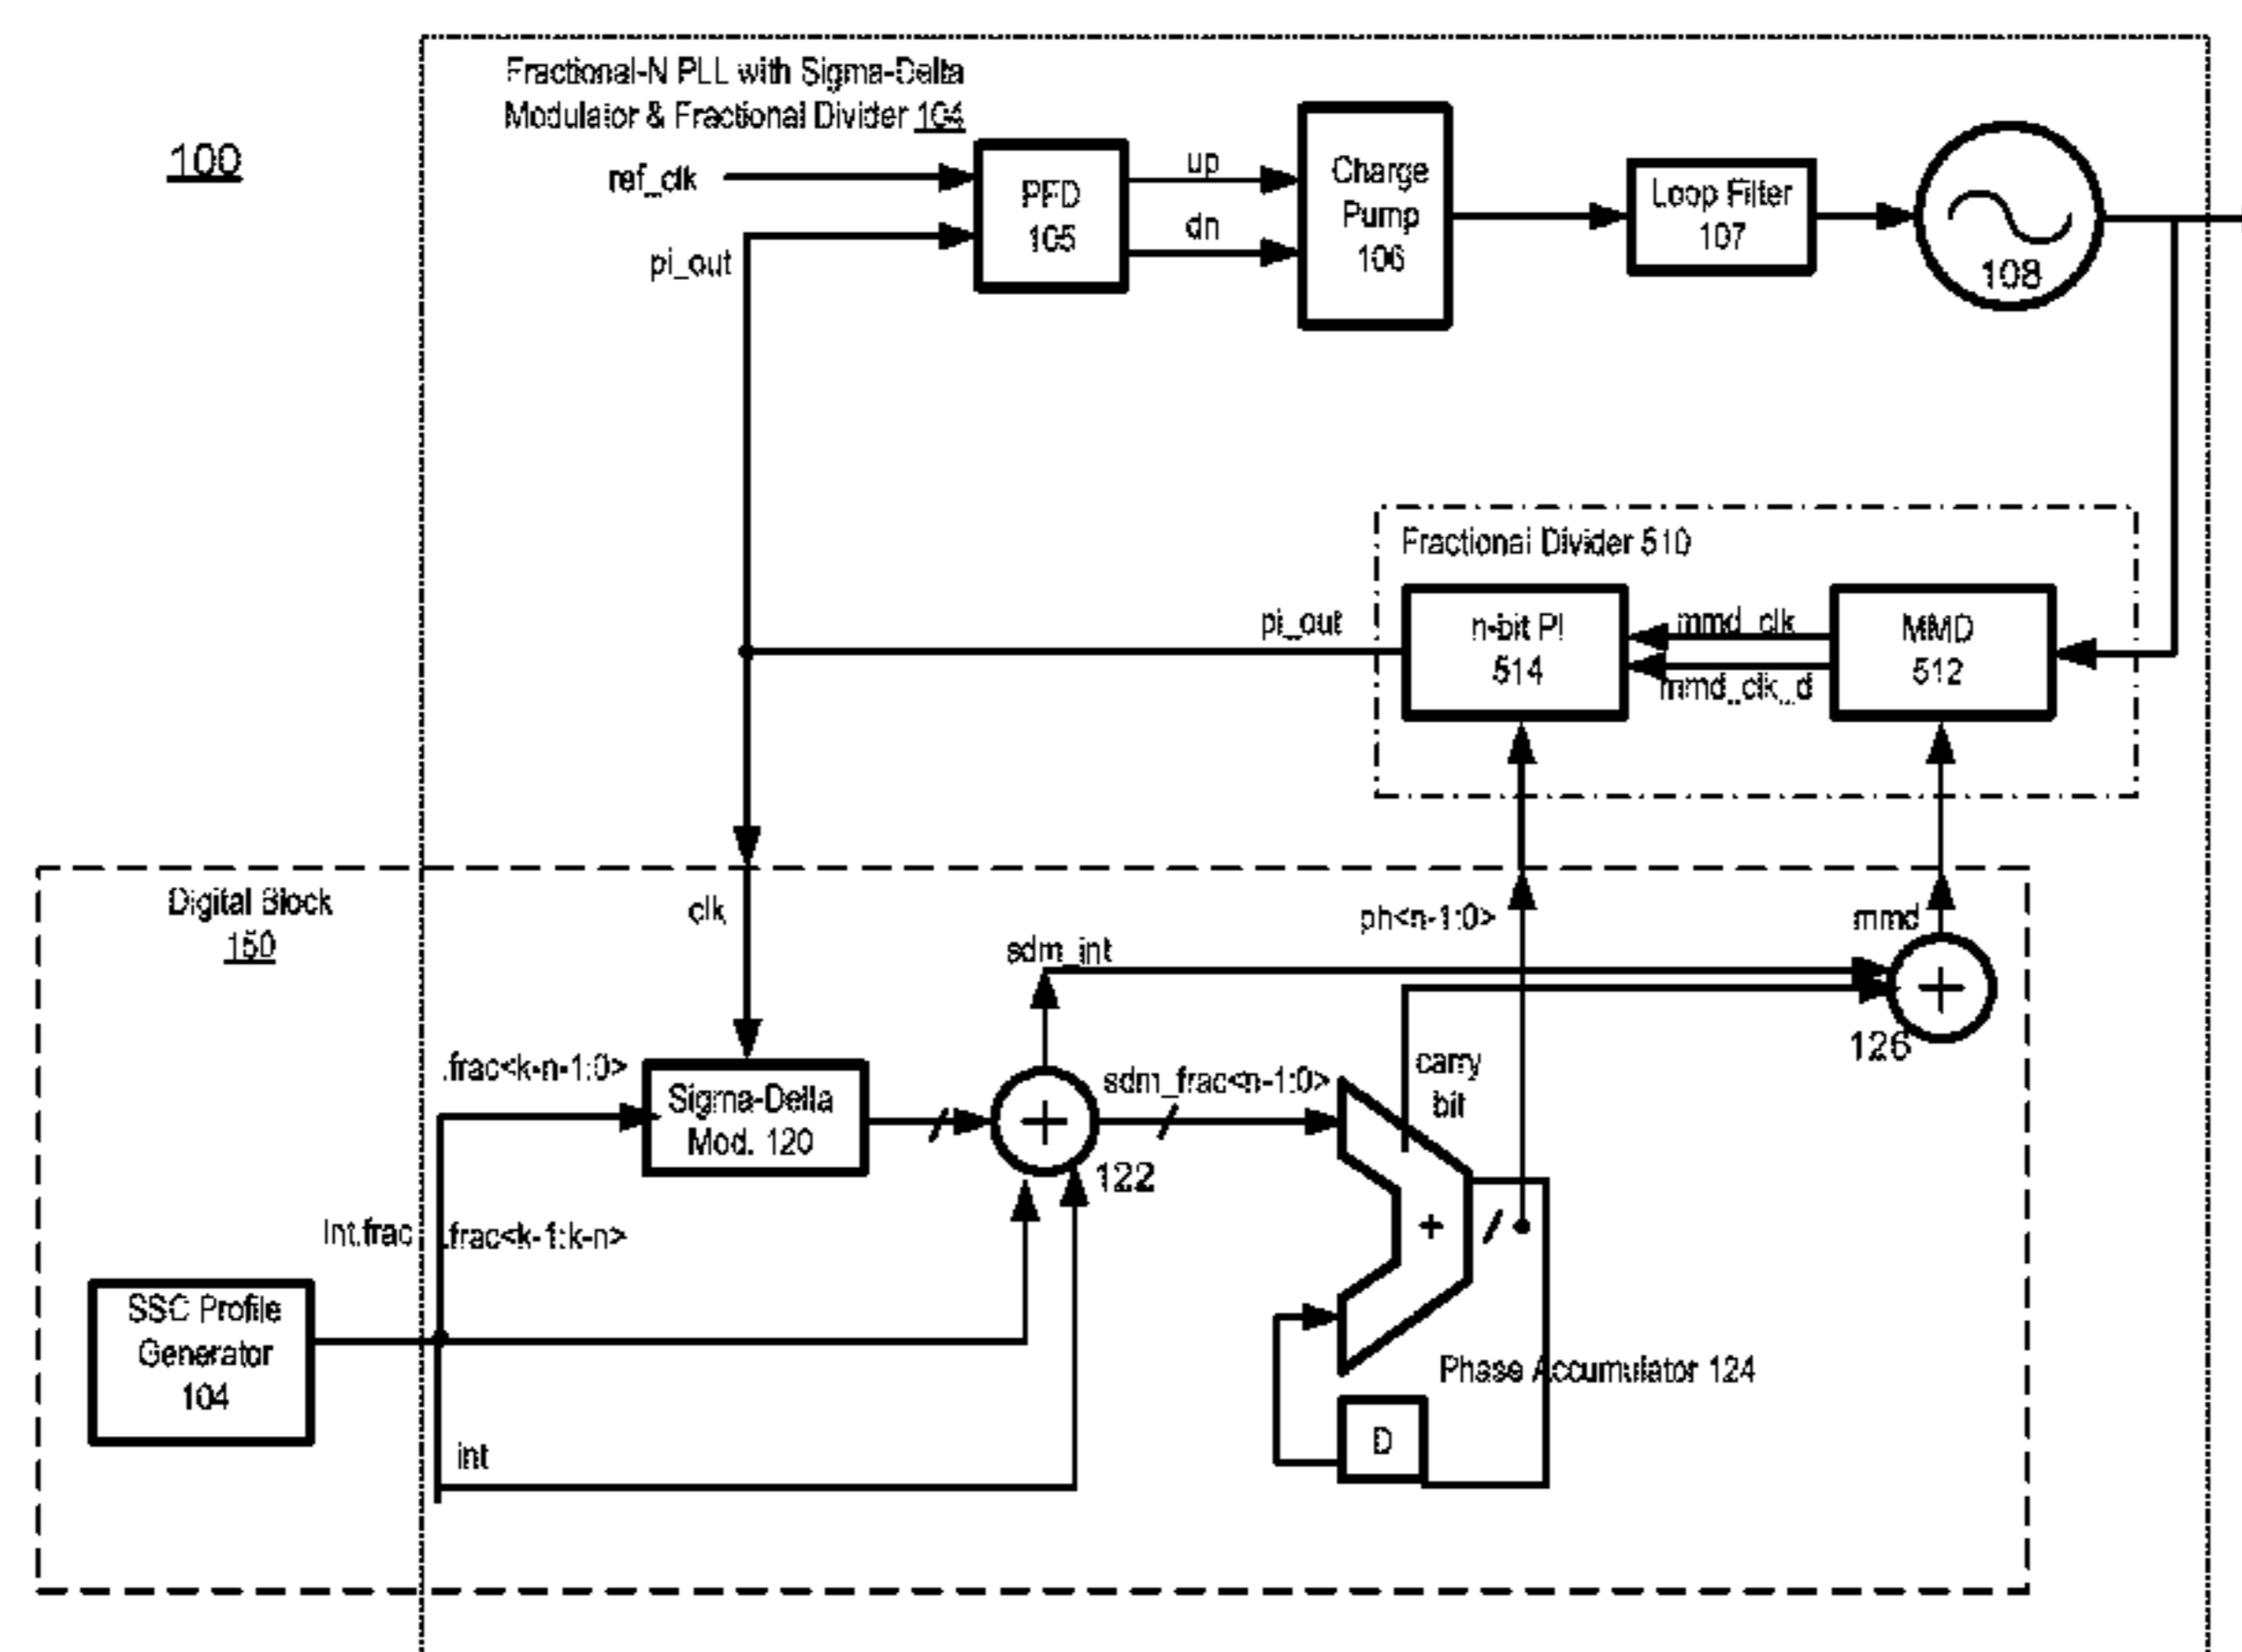 Fractional-N PLL with Sigma-Delta
Modulator & Fractional Divider 104
100
ref_clk
pi_out
PFD
105
up
dn
Charge
Pump
106
Loop Filter
107
108
Fractional Divider 510
pi_out
n-bit PI
514
mmd_clk
mmd_clk_d
MMD
512
Digital Block
150
clk
sdm_int
ph<n-1:0>
mmd
+
126
.frac<k-n-1:0>
Sigma-Delta
Mod. 120
+
122
sdm_frac<n-1:0>
carry
bit
+
Int.frac
.frac<k-1:k-n>
SSC Profile
Generator
104
Phase Accumulator 124
D
int